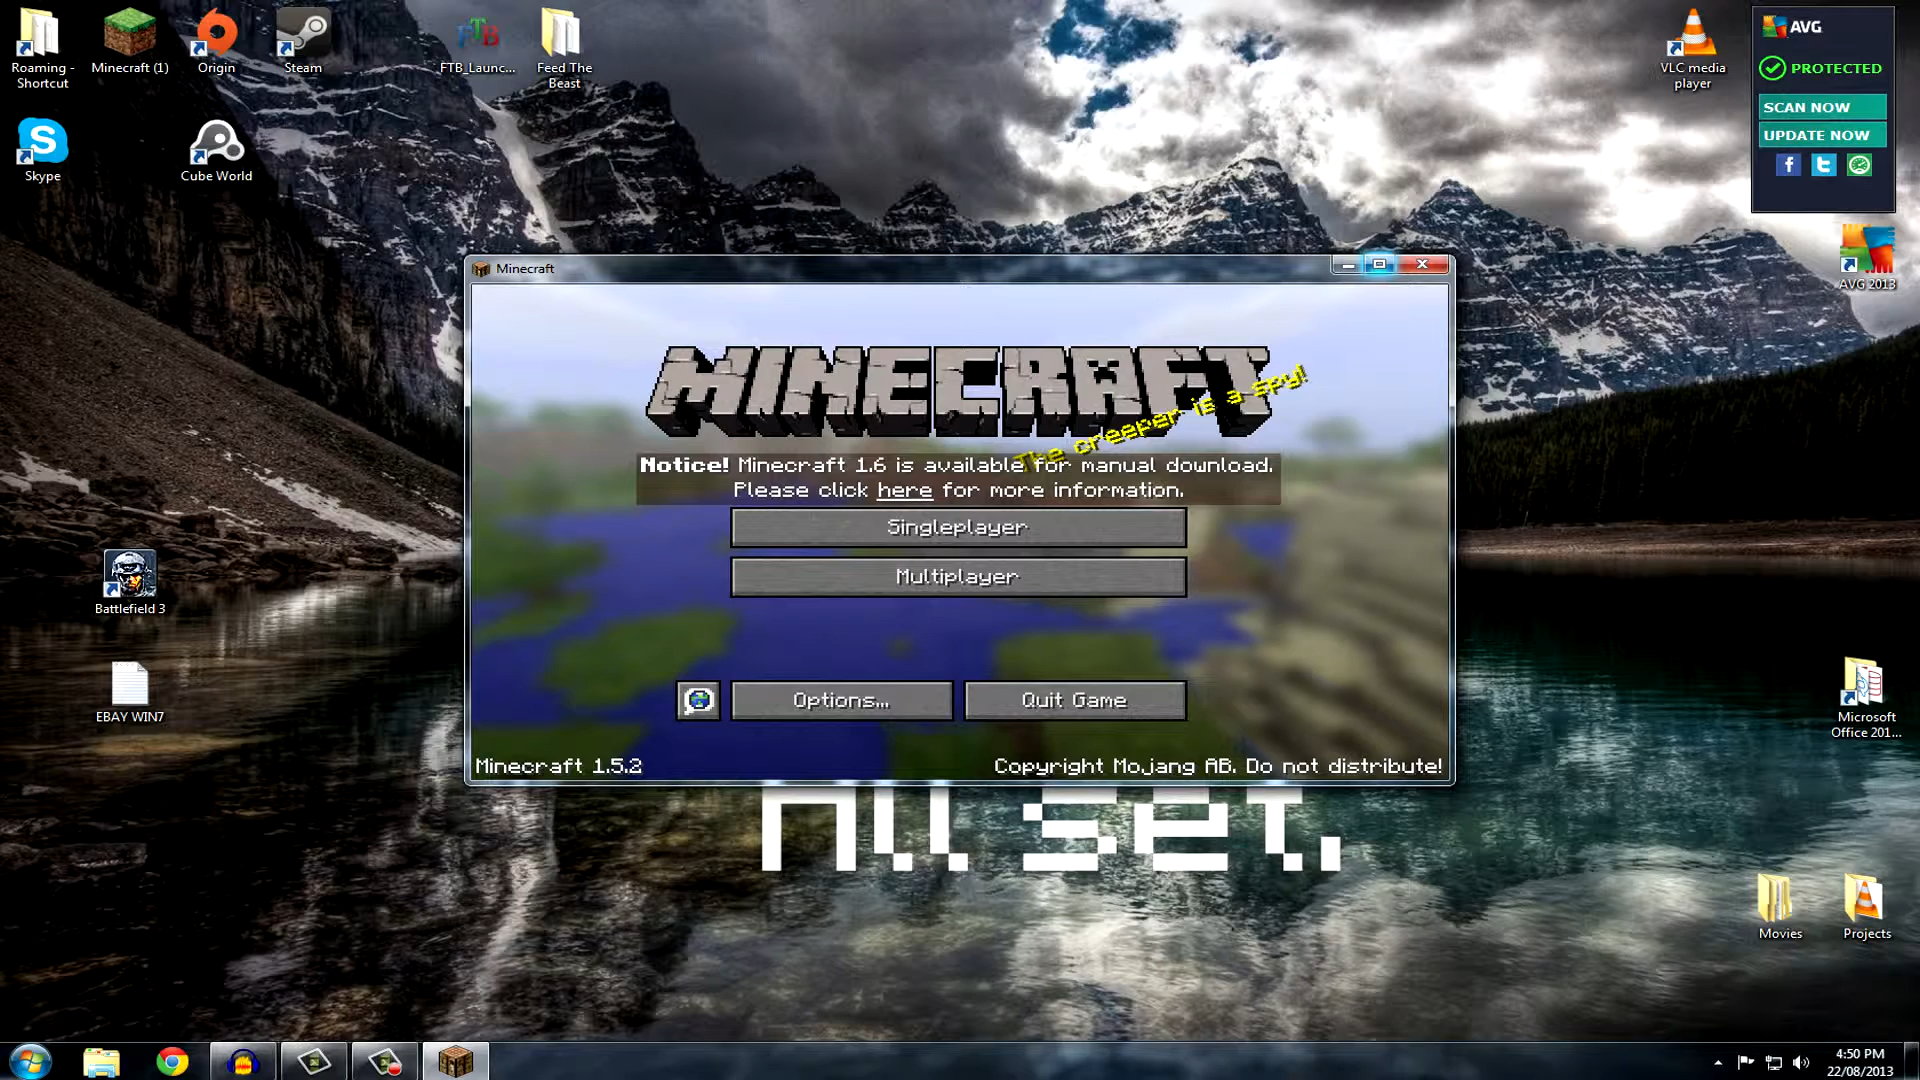 Roaming - Shortcut
Minecraft (1)
Origin
Steam
FTB_Launc...
Feed The Beast
VLC media player
AVG
PROTECTED
SCAN NOW
UPDATE NOW
Skype
Cube World
AVG 2013
Minecraft
MINECRAFT
The creeper is a spy!
Notice! Minecraft 1.6 is available for manual download.
Please click here for more information.
Singleplayer
Multiplayer
Options...
Quit Game
Minecraft 1.5.2
Copyright Mojang AB. Do not distribute!
Battlefield 3
EBAY WIN7
Microsoft Office 201...
All set.
Movies
Projects
4:50 PM
22/08/2013